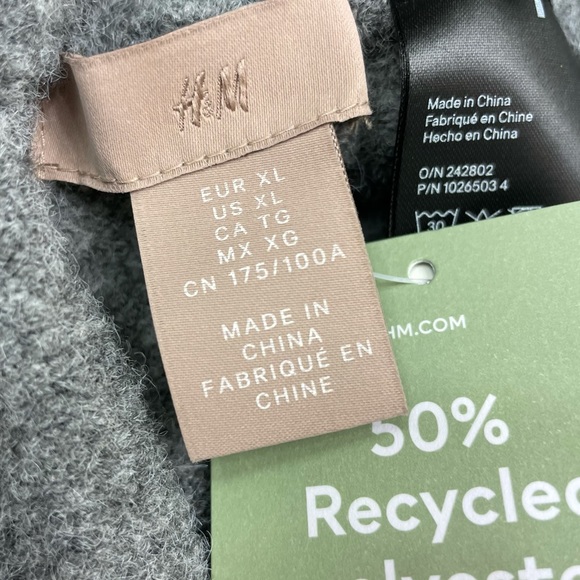 H&M
EUR XL
US XL
CA TG
MX XG
CN 175/100A
MADE IN
CHINA
FABRIQUÉ EN
CHINE
Made in China
Fabriqué en Chine
Hecho en China
O/N 242802
P/N 1026503 4
30
HM.COM
50%
Recycled